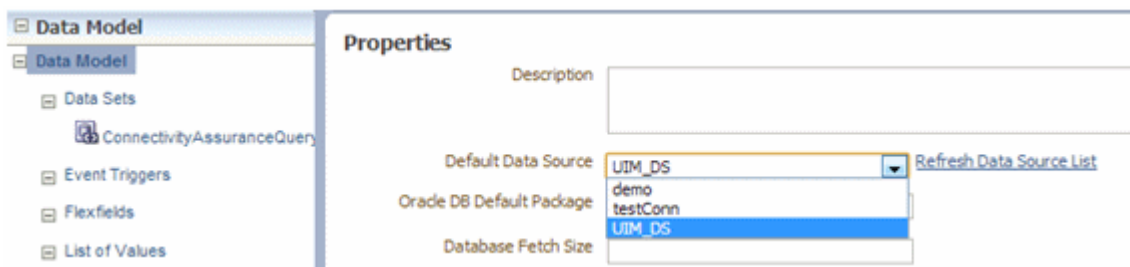 Data Model
Data Model
Data Sets
ConnectivityAssuranceQuery
Event Triggers
Flexfields
List of Values
Properties
Description
Default Data Source
UIM_DS
Refresh Data Source List
demo
testConn
UIM_DS
Oracle DB Default Package
Database Fetch Size